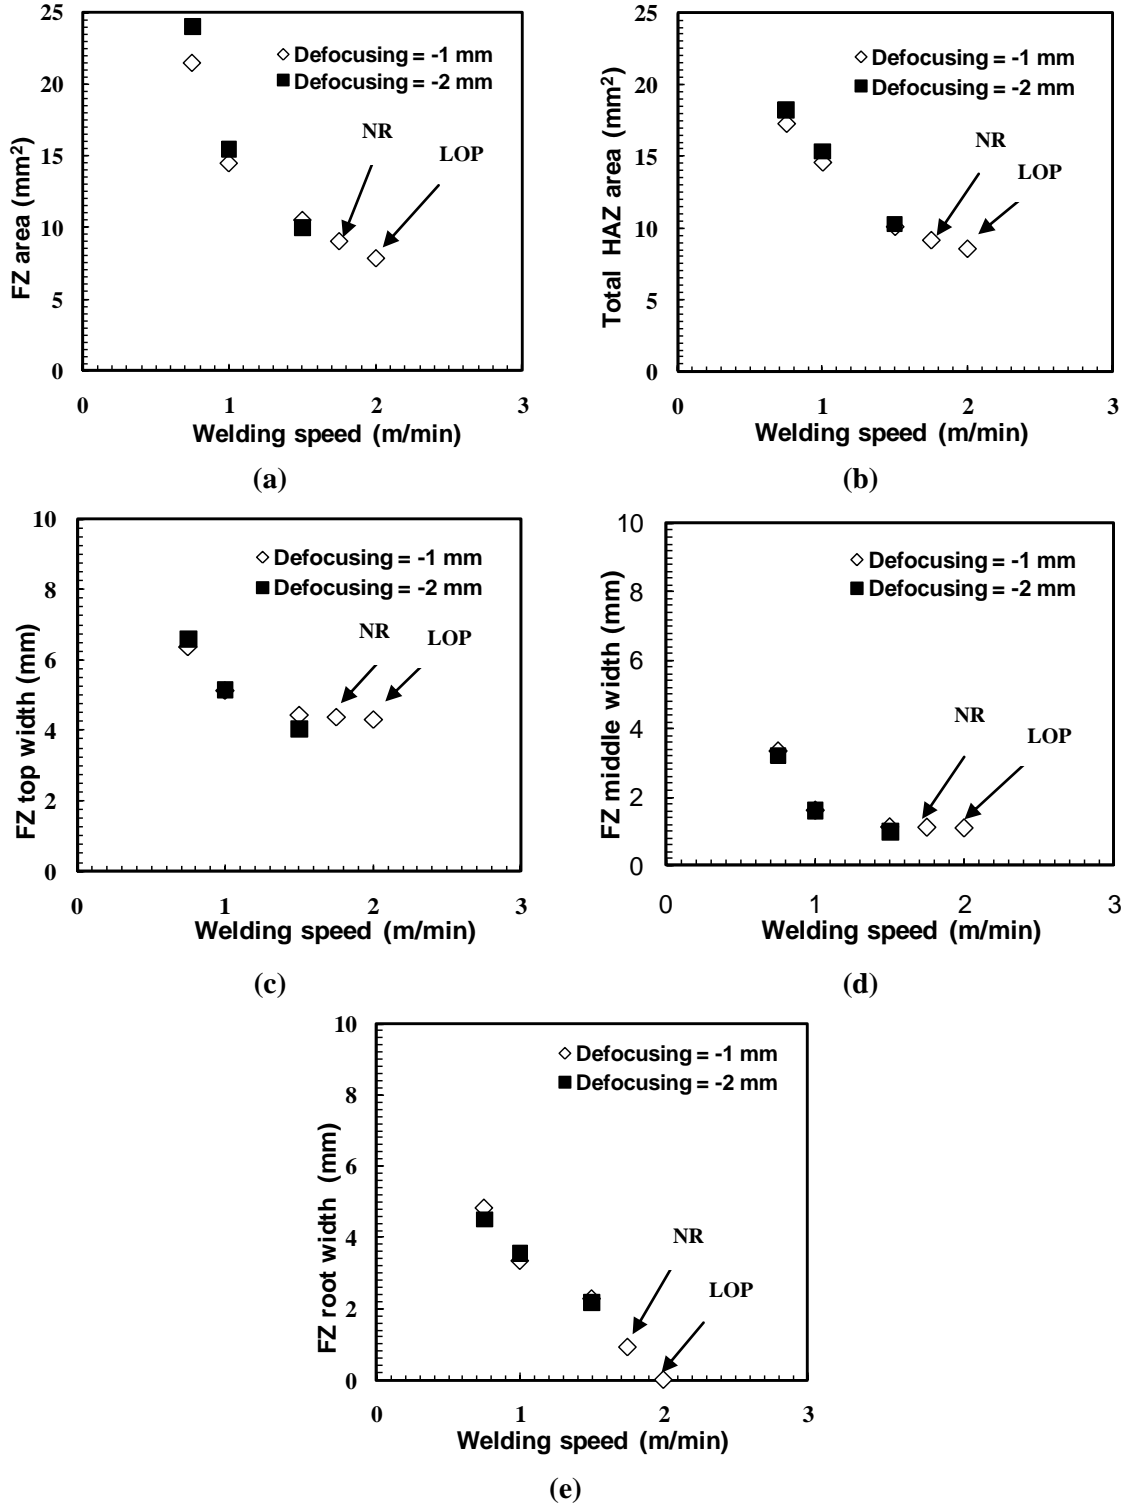 25
20
15
10
5
0
FZ area (mm²)
◇ Defocusing = -1 mm
■ Defocusing = -2 mm
NR
LOP
0 1 2 3
Welding speed (m/min)
(a)
25
20
15
10
5
0
Total HAZ area (mm²)
◇ Defocusing = -1 mm
■ Defocusing = -2 mm
NR
LOP
0 1 2 3
Welding speed (m/min)
(b)
10
8
6
4
2
0
FZ top width (mm)
◇ Defocusing = -1 mm
■ Defocusing = -2 mm
NR
LOP
0 1 2 3
Welding speed (m/min)
(c)
10
8
6
4
2
0
FZ middle width (mm)
◇ Defocusing = -1 mm
■ Defocusing = -2 mm
NR
LOP
0 1 2 3
Welding speed (m/min)
(d)
10
8
6
4
2
0
FZ root width (mm)
◇ Defocusing = -1 mm
■ Defocusing = -2 mm
NR
LOP
0 1 2 3
Welding speed (m/min)
(e)